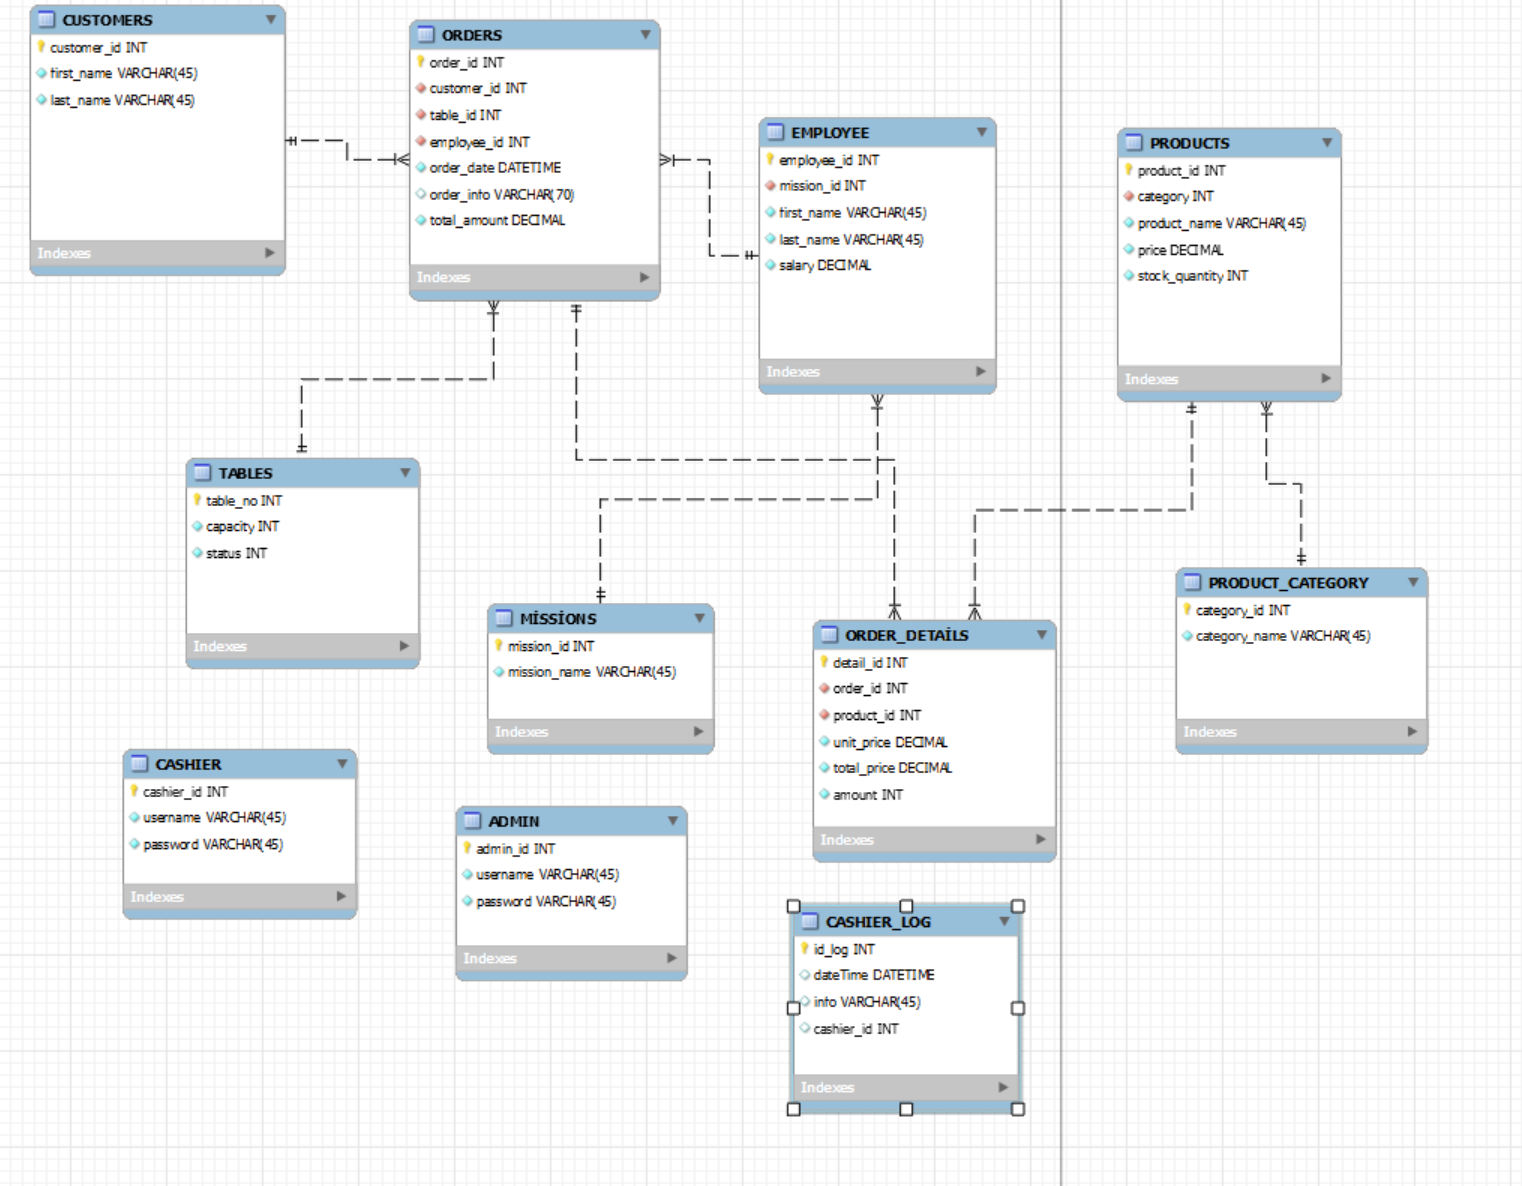 CUSTOMERS
customer_id INT
first_name VARCHAR(45)
last_name VARCHAR(45)
Indexes
ORDERS
order_id INT
customer_id INT
table_id INT
employee_id INT
order_date DATETIME
order_info VARCHAR(70)
total_amount DECIMAL
Indexes
EMPLOYEE
employee_id INT
mission_id INT
first_name VARCHAR(45)
last_name VARCHAR(45)
salary DECIMAL
Indexes
PRODUCTS
product_id INT
category INT
product_name VARCHAR(45)
price DECIMAL
stock_quantity INT
Indexes
TABLES
table_no INT
capacity INT
status INT
Indexes
MİSSİONS
mission_id INT
mission_name VARCHAR(45)
Indexes
ORDER_DETAİLS
detail_id INT
order_id INT
product_id INT
unit_price DECIMAL
total_price DECIMAL
amount INT
Indexes
PRODUCT_CATEGORY
category_id INT
category_name VARCHAR(45)
Indexes
CASHIER
cashier_id INT
username VARCHAR(45)
password VARCHAR(45)
Indexes
ADMIN
admin_id INT
username VARCHAR(45)
password VARCHAR(45)
Indexes
CASHIER_LOG
id_log INT
dateTime DATETIME
info VARCHAR(45)
cashier_id INT
Indexes